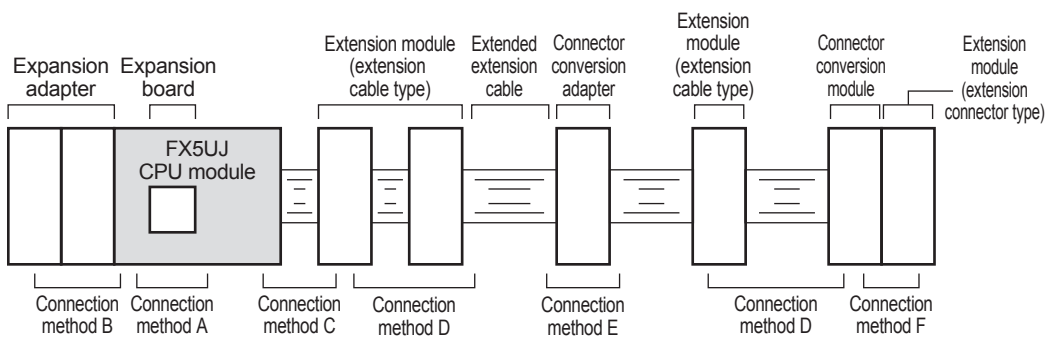 Expansion adapter
Expansion board
Extension module (extension cable type)
Extended extension cable
Connector conversion adapter
Extension module (extension cable type)
Connector conversion module
Extension module (extension connector type)
FX5UJ
CPU module
Connection method B
Connection method A
Connection method C
Connection method D
Connection method E
Connection method D
Connection method F